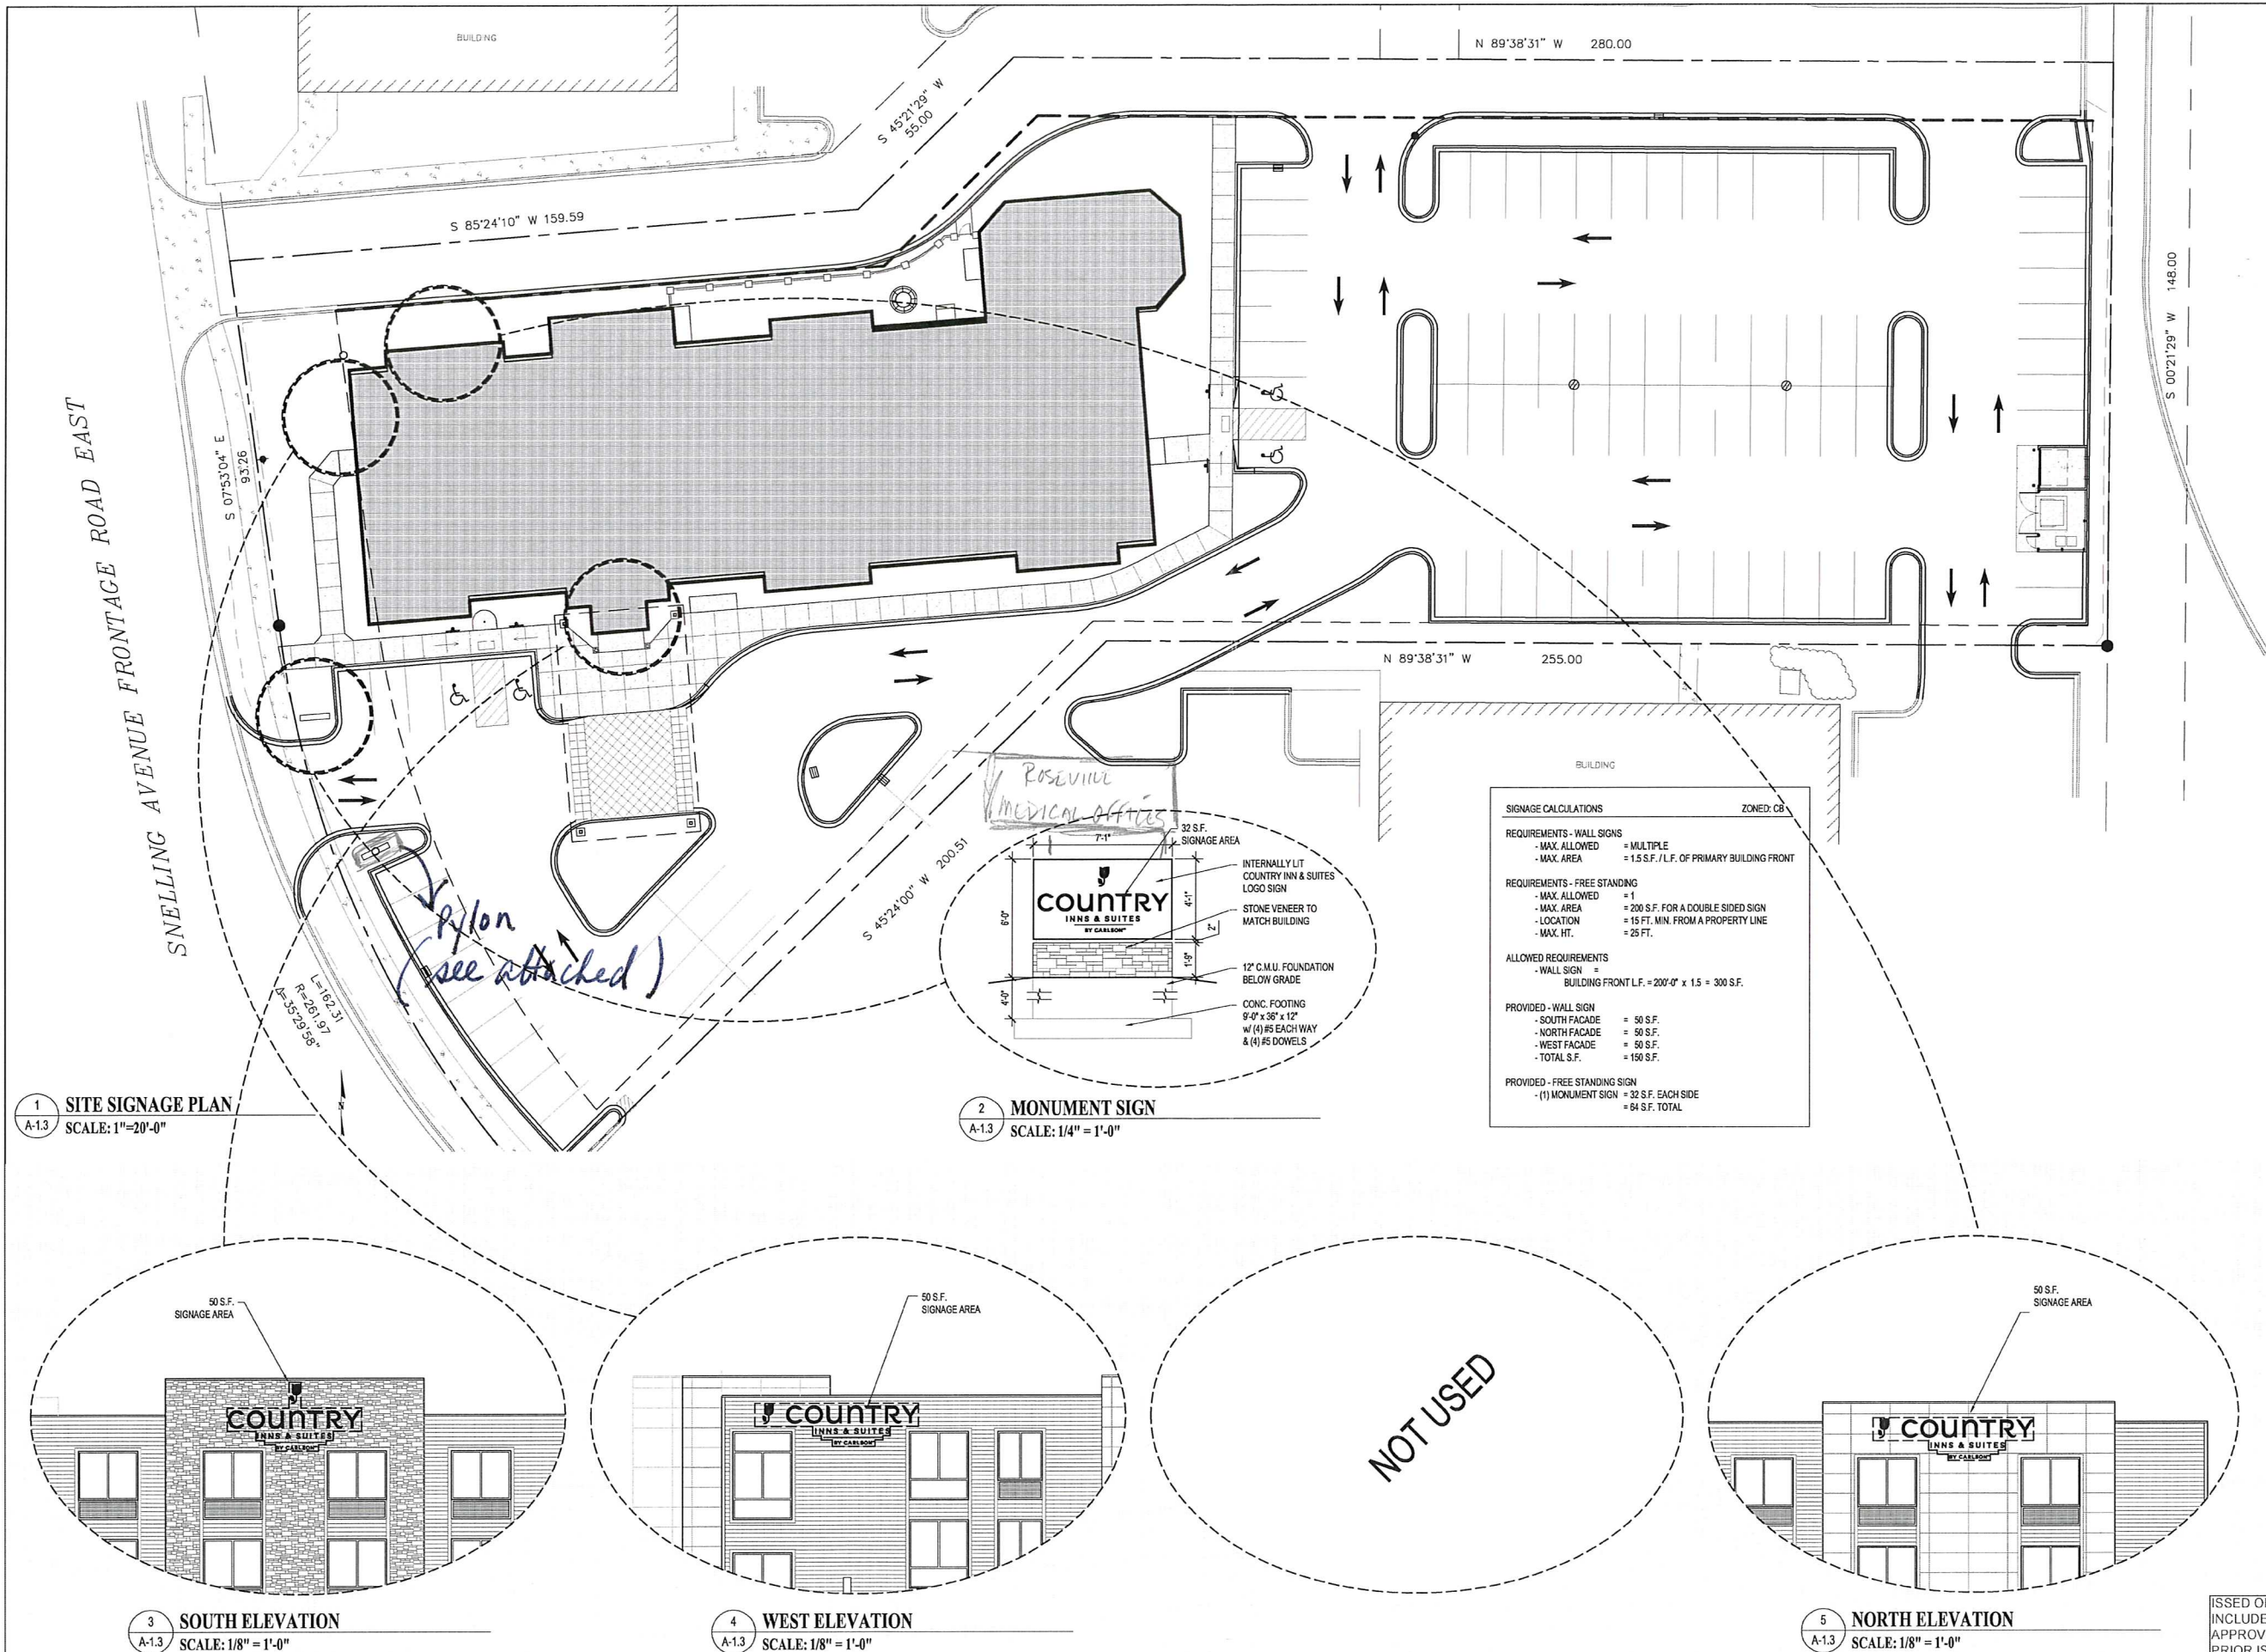 BUILDING
N 89°38'31" W 280.00
S 45°21'29" W
55.00
S 85°24'10" W 159.59
S 00°21'29" W 148.00
SNELLING AVENUE FRONTAGE ROAD EAST
S 07°53'04" E
93.26
N 89°38'31" W 255.00
BUILDING
S 45°24'00" W 200.51
L=162.31
R=261.97
Δ=35°29'58"
Pylon
(see attached)
N
1
A-1.3
SITE SIGNAGE PLAN
SCALE: 1"=20'-0"
ROSEVILLE
MEDICAL OFFICES
7'-1"
32 S.F.
SIGNAGE AREA
INTERNALLY LIT
COUNTRY INN & SUITES
LOGO SIGN
STONE VENEER TO
MATCH BUILDING
12" C.M.U. FOUNDATION
BELOW GRADE
CONC. FOOTING
9'-0" x 36" x 12"
w/ (4) #5 EACH WAY
& (4) #5 DOWELS
6'-0"
4'-0"
4'-1"
2"
1'-9"
COUNTRY
INNS & SUITES
BY CARLSON™
2
A-1.3
MONUMENT SIGN
SCALE: 1/4" = 1'-0"
SIGNAGE CALCULATIONS ZONED: CB
REQUIREMENTS - WALL SIGNS
- MAX. ALLOWED = MULTIPLE
- MAX. AREA = 1.5 S.F. / L.F. OF PRIMARY BUILDING FRONT
REQUIREMENTS - FREE STANDING
- MAX. ALLOWED = 1
- MAX. AREA = 200 S.F. FOR A DOUBLE SIDED SIGN
- LOCATION = 15 FT. MIN. FROM A PROPERTY LINE
- MAX. HT. = 25 FT.
ALLOWED REQUIREMENTS
- WALL SIGN =
BUILDING FRONT L.F. = 200'-0" x 1.5 = 300 S.F.
PROVIDED - WALL SIGN
- SOUTH FACADE = 50 S.F.
- NORTH FACADE = 50 S.F.
- WEST FACADE = 50 S.F.
- TOTAL S.F. = 150 S.F.
PROVIDED - FREE STANDING SIGN
- (1) MONUMENT SIGN = 32 S.F. EACH SIDE
= 64 S.F. TOTAL
50 S.F.
SIGNAGE AREA
COUNTRY
INNS & SUITES
BY CARLSON™
3
A-1.3
SOUTH ELEVATION
SCALE: 1/8" = 1'-0"
50 S.F.
SIGNAGE AREA
COUNTRY
INNS & SUITES
BY CARLSON™
4
A-1.3
WEST ELEVATION
SCALE: 1/8" = 1'-0"
NOT USED
50 S.F.
SIGNAGE AREA
COUNTRY
INNS & SUITES
BY CARLSON™
5
A-1.3
NORTH ELEVATION
SCALE: 1/8" = 1'-0"
INCLUDE
APPROV